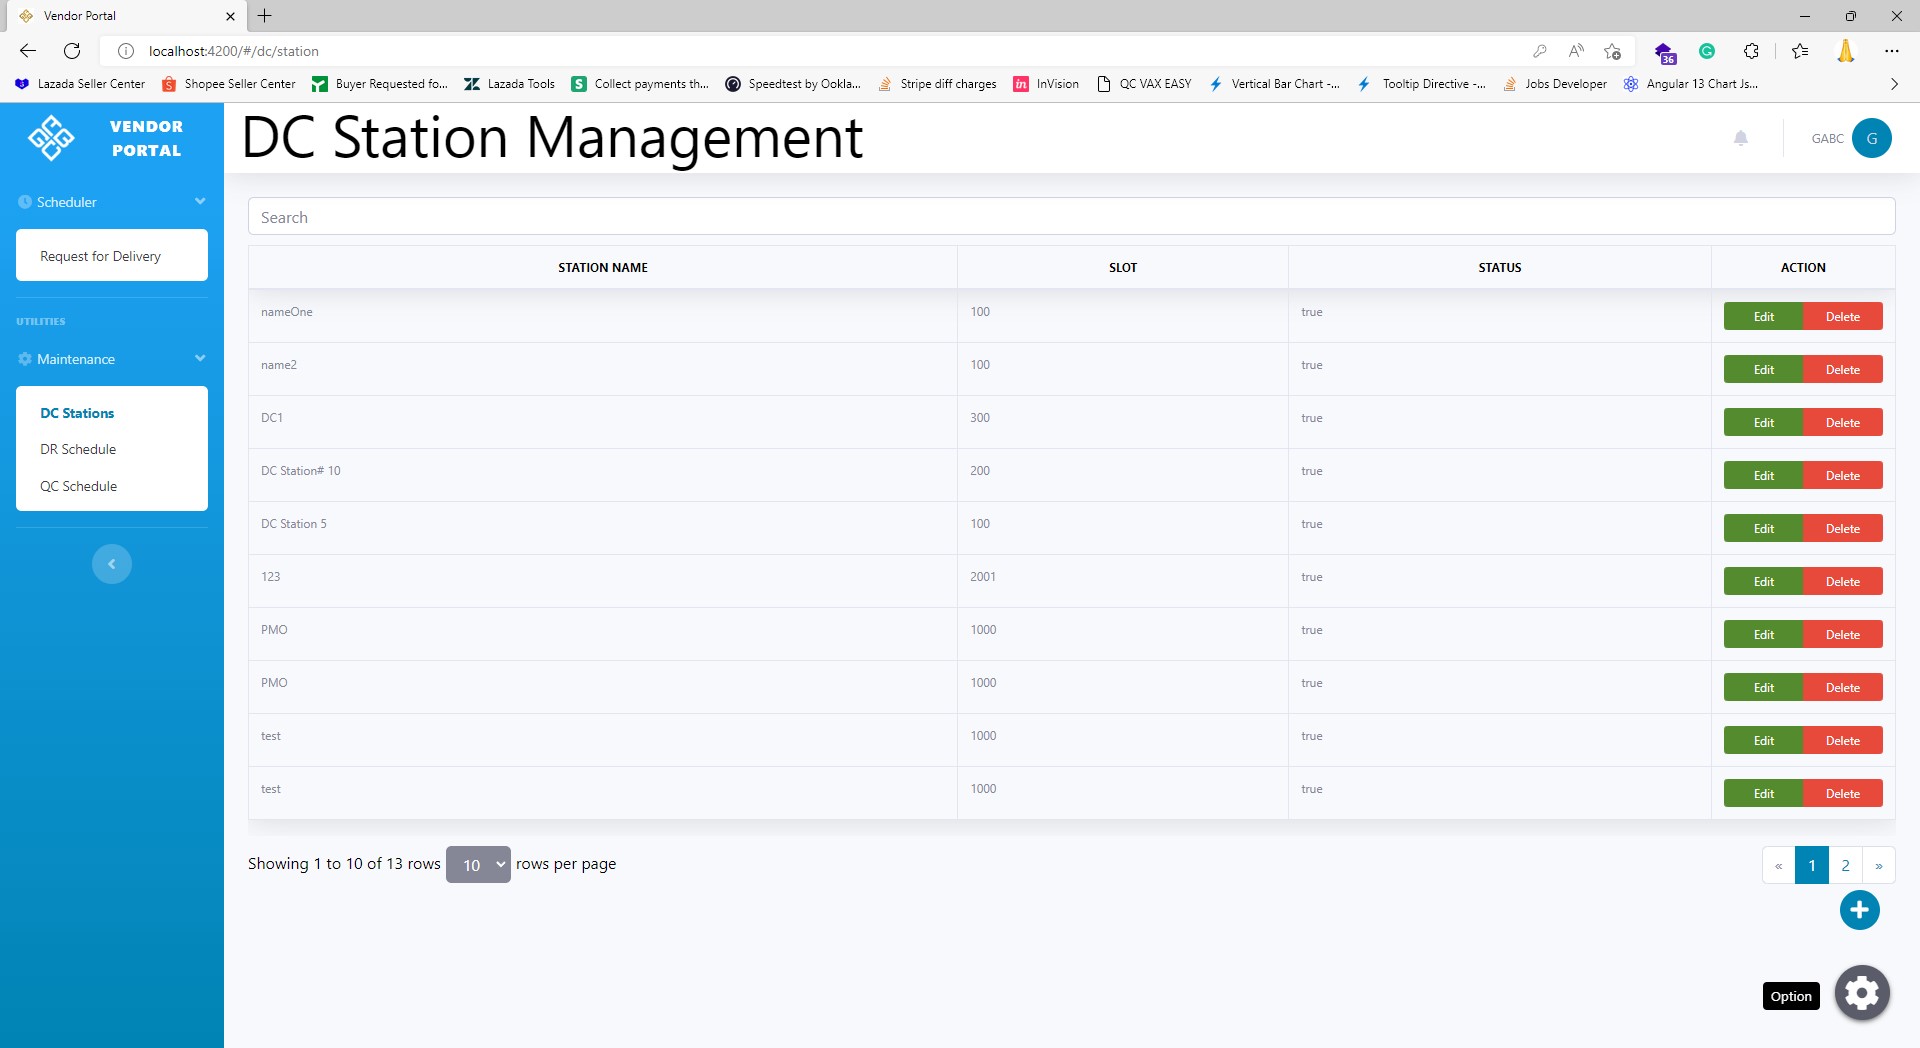 Vendor Portal
localhost:4200/#/dc/station
36
Lazada Seller Center
Shopee Seller Center
Buyer Requested fo...
Lazada Tools
Collect payments th...
Speedtest by Ookla...
Stripe diff charges
InVision
QC VAX EASY
Vertical Bar Chart -...
Tooltip Directive -...
Jobs Developer
Angular 13 Chart Js...
VENDOR
PORTAL
DC Station Management
GABC G
Scheduler
Request for Delivery
UTILITIES
Maintenance
DC Stations
DR Schedule
QC Schedule
Search
STATION NAME SLOT STATUS ACTION
nameOne 100 true Edit Delete
name2 100 true Edit Delete
DC1 300 true Edit Delete
DC Station# 10 200 true Edit Delete
DC Station 5 100 true Edit Delete
123 2001 true Edit Delete
PMO 1000 true Edit Delete
PMO 1000 true Edit Delete
test 1000 true Edit Delete
test 1000 true Edit Delete
Showing 1 to 10 of 13 rows 10 rows per page
« 1 2 »
Option